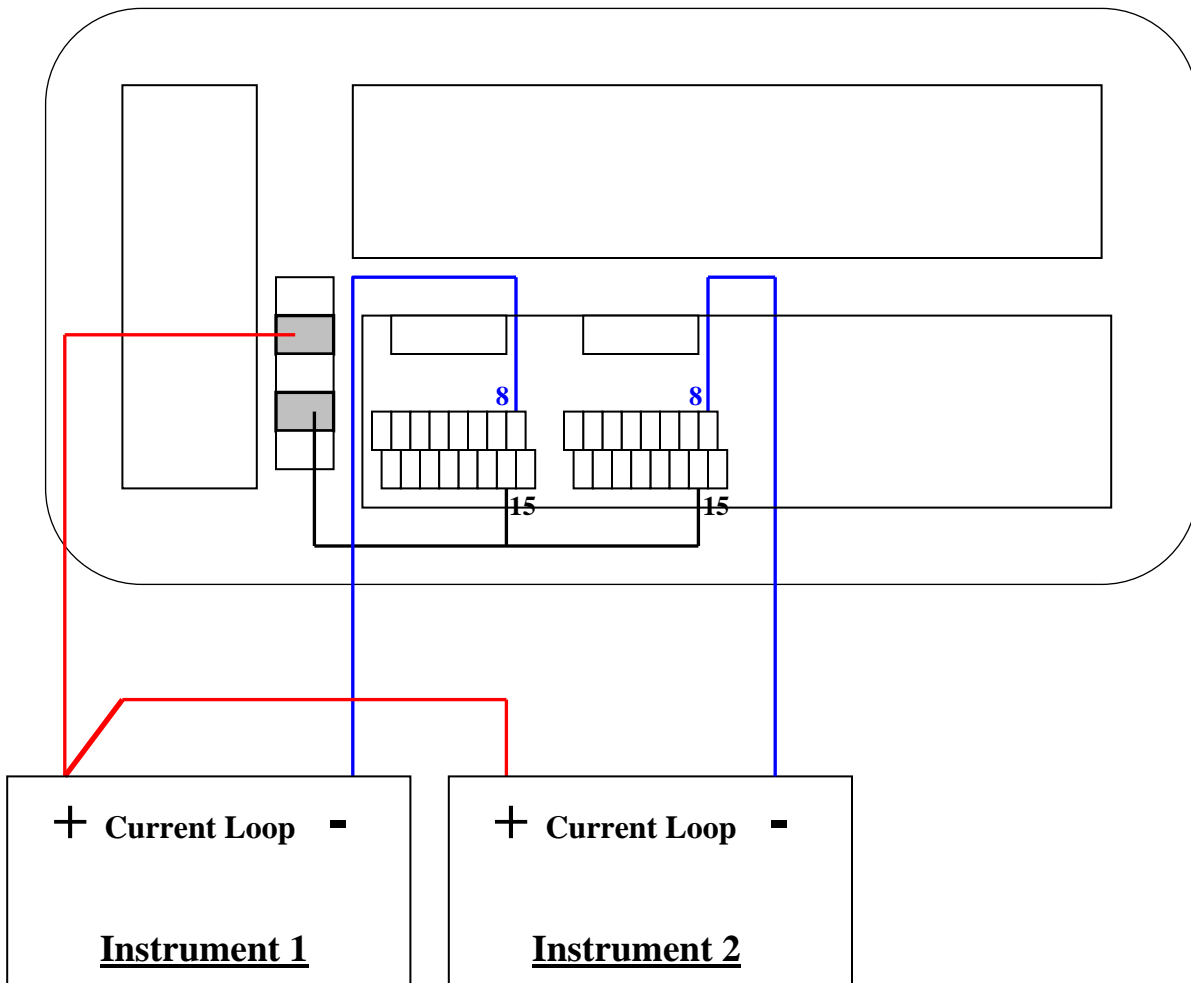 8 8
15 15
+ Current Loop - + Current Loop -
Instrument 1 Instrument 2